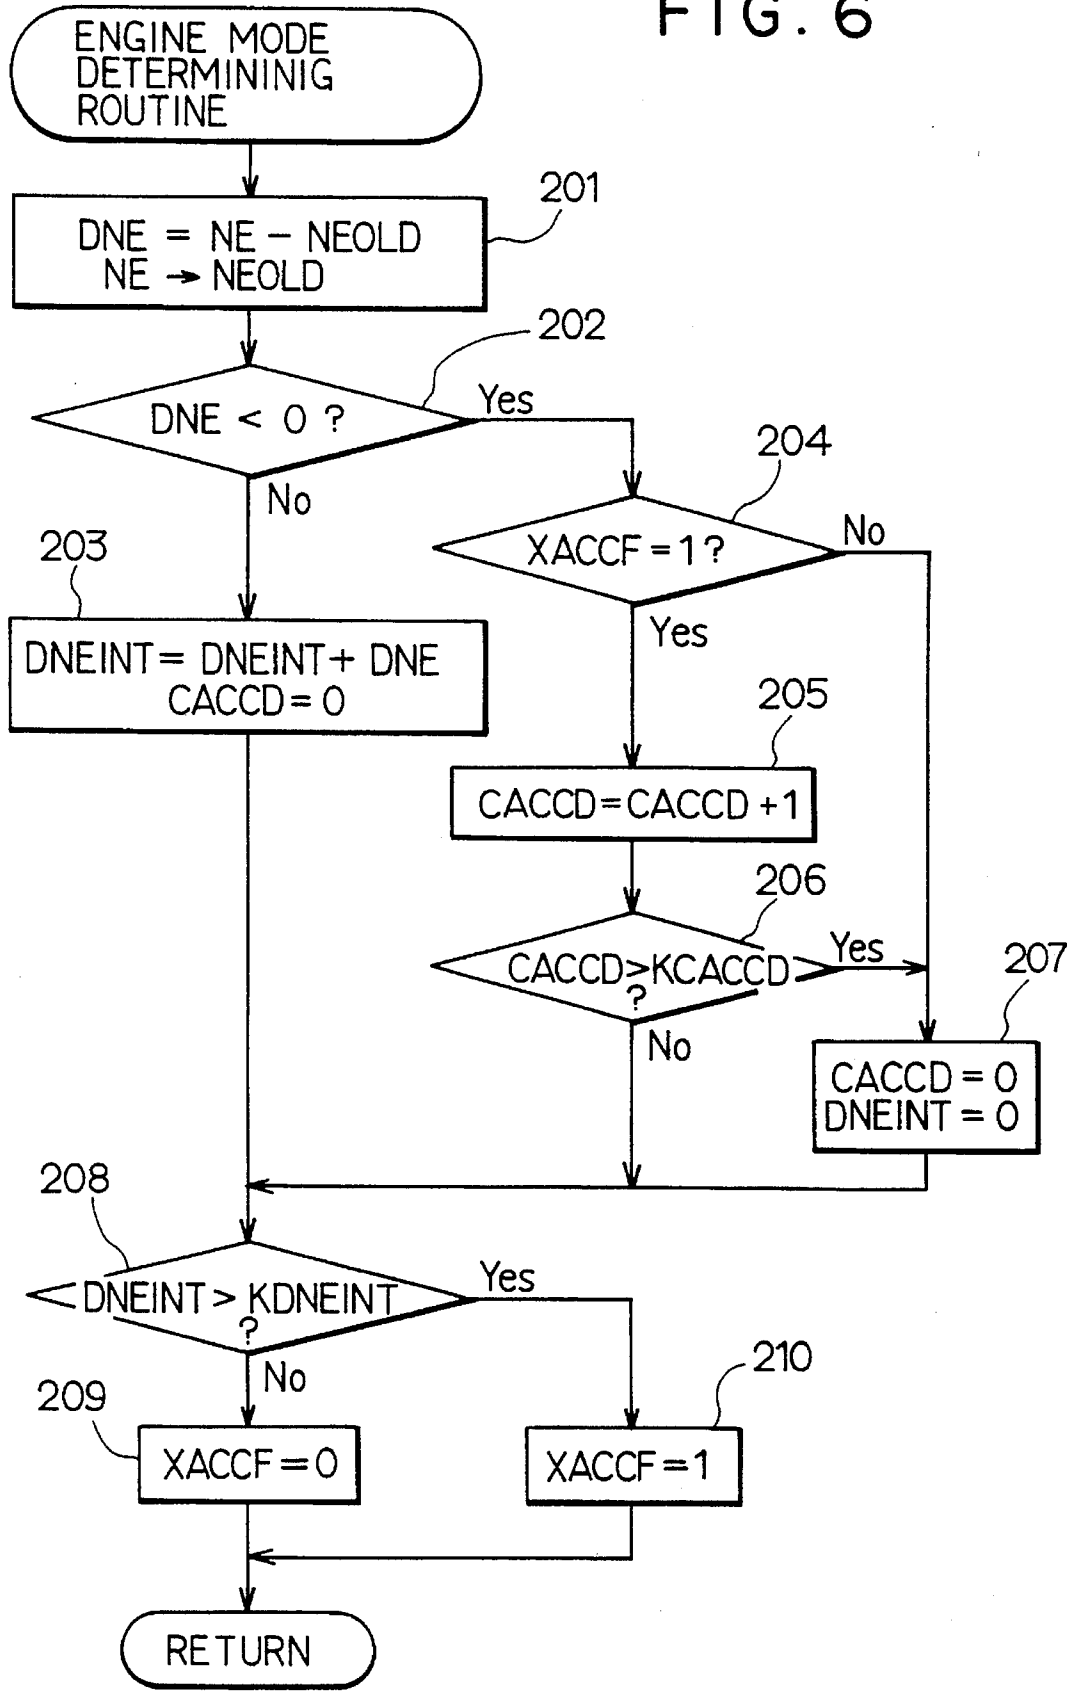 FIG. 6
ENGINE MODE
DETERMININIG
ROUTINE
201
DNE = NE - NEOLD
NE → NEOLD
202
DNE < 0 ?
Yes
No
204
XACCF = 1 ?
No
Yes
203
DNEINT = DNEINT + DNE
CACCD = 0
205
CACCD = CACCD + 1
206
CACCD > KCACCD
?
Yes
No
207
CACCD = 0
DNEINT = 0
208
DNEINT > KDNEINT
?
Yes
No
209
XACCF = 0
210
XACCF = 1
RETURN